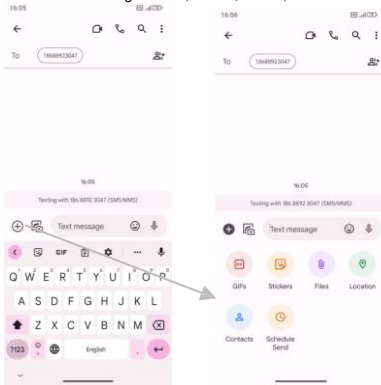 16:05
To 18688923047
16:05
Texting with 186 8892 3047 (SMS/MMS)
Text message
GIF
Q W E R T Y U I O P
A S D F G H J K L
Z X C V B N M
?123 , English .
16:06
To 18688923047
16:05
Texting with 186 8892 3047 (SMS/MMS)
Text message
GIFs Stickers Files Location
Contacts Schedule
Send